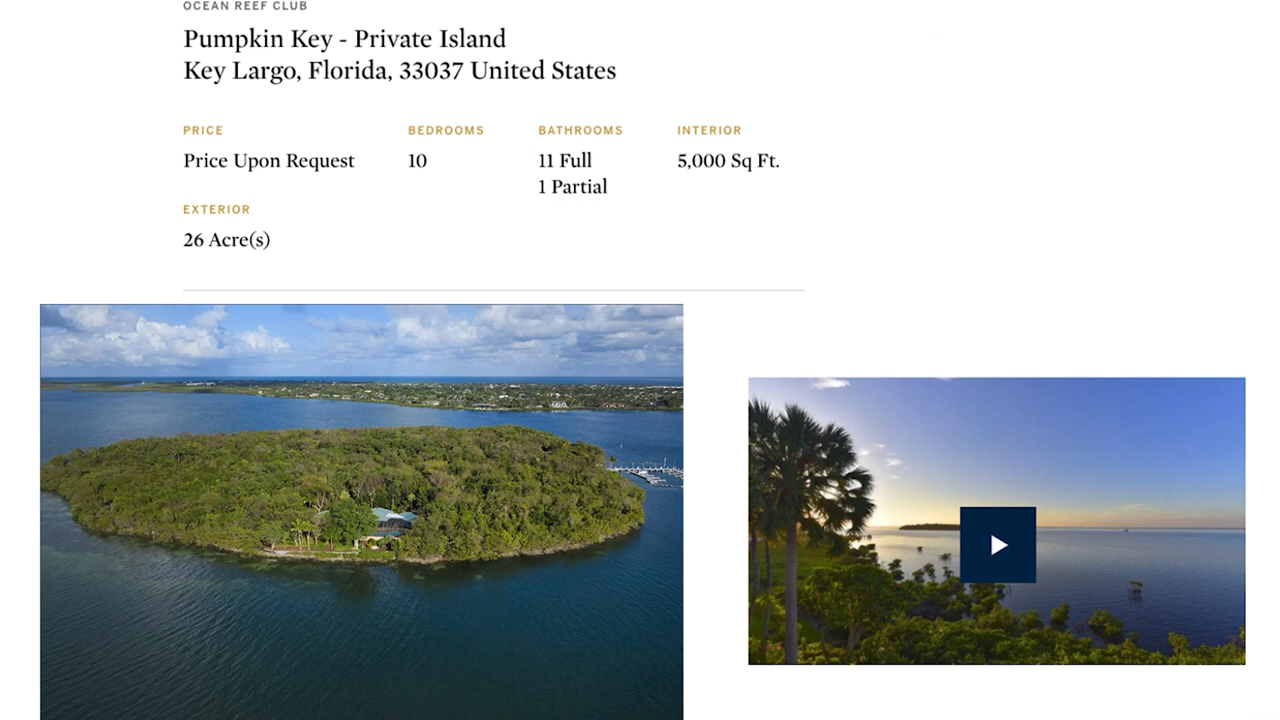 OCEAN REEF CLUB
Pumpkin Key - Private Island
Key Largo, Florida, 33037 United States
PRICE
Price Upon Request
BEDROOMS
10
BATHROOMS
11 Full
1 Partial
INTERIOR
5,000 Sq Ft.
EXTERIOR
26 Acre(s)